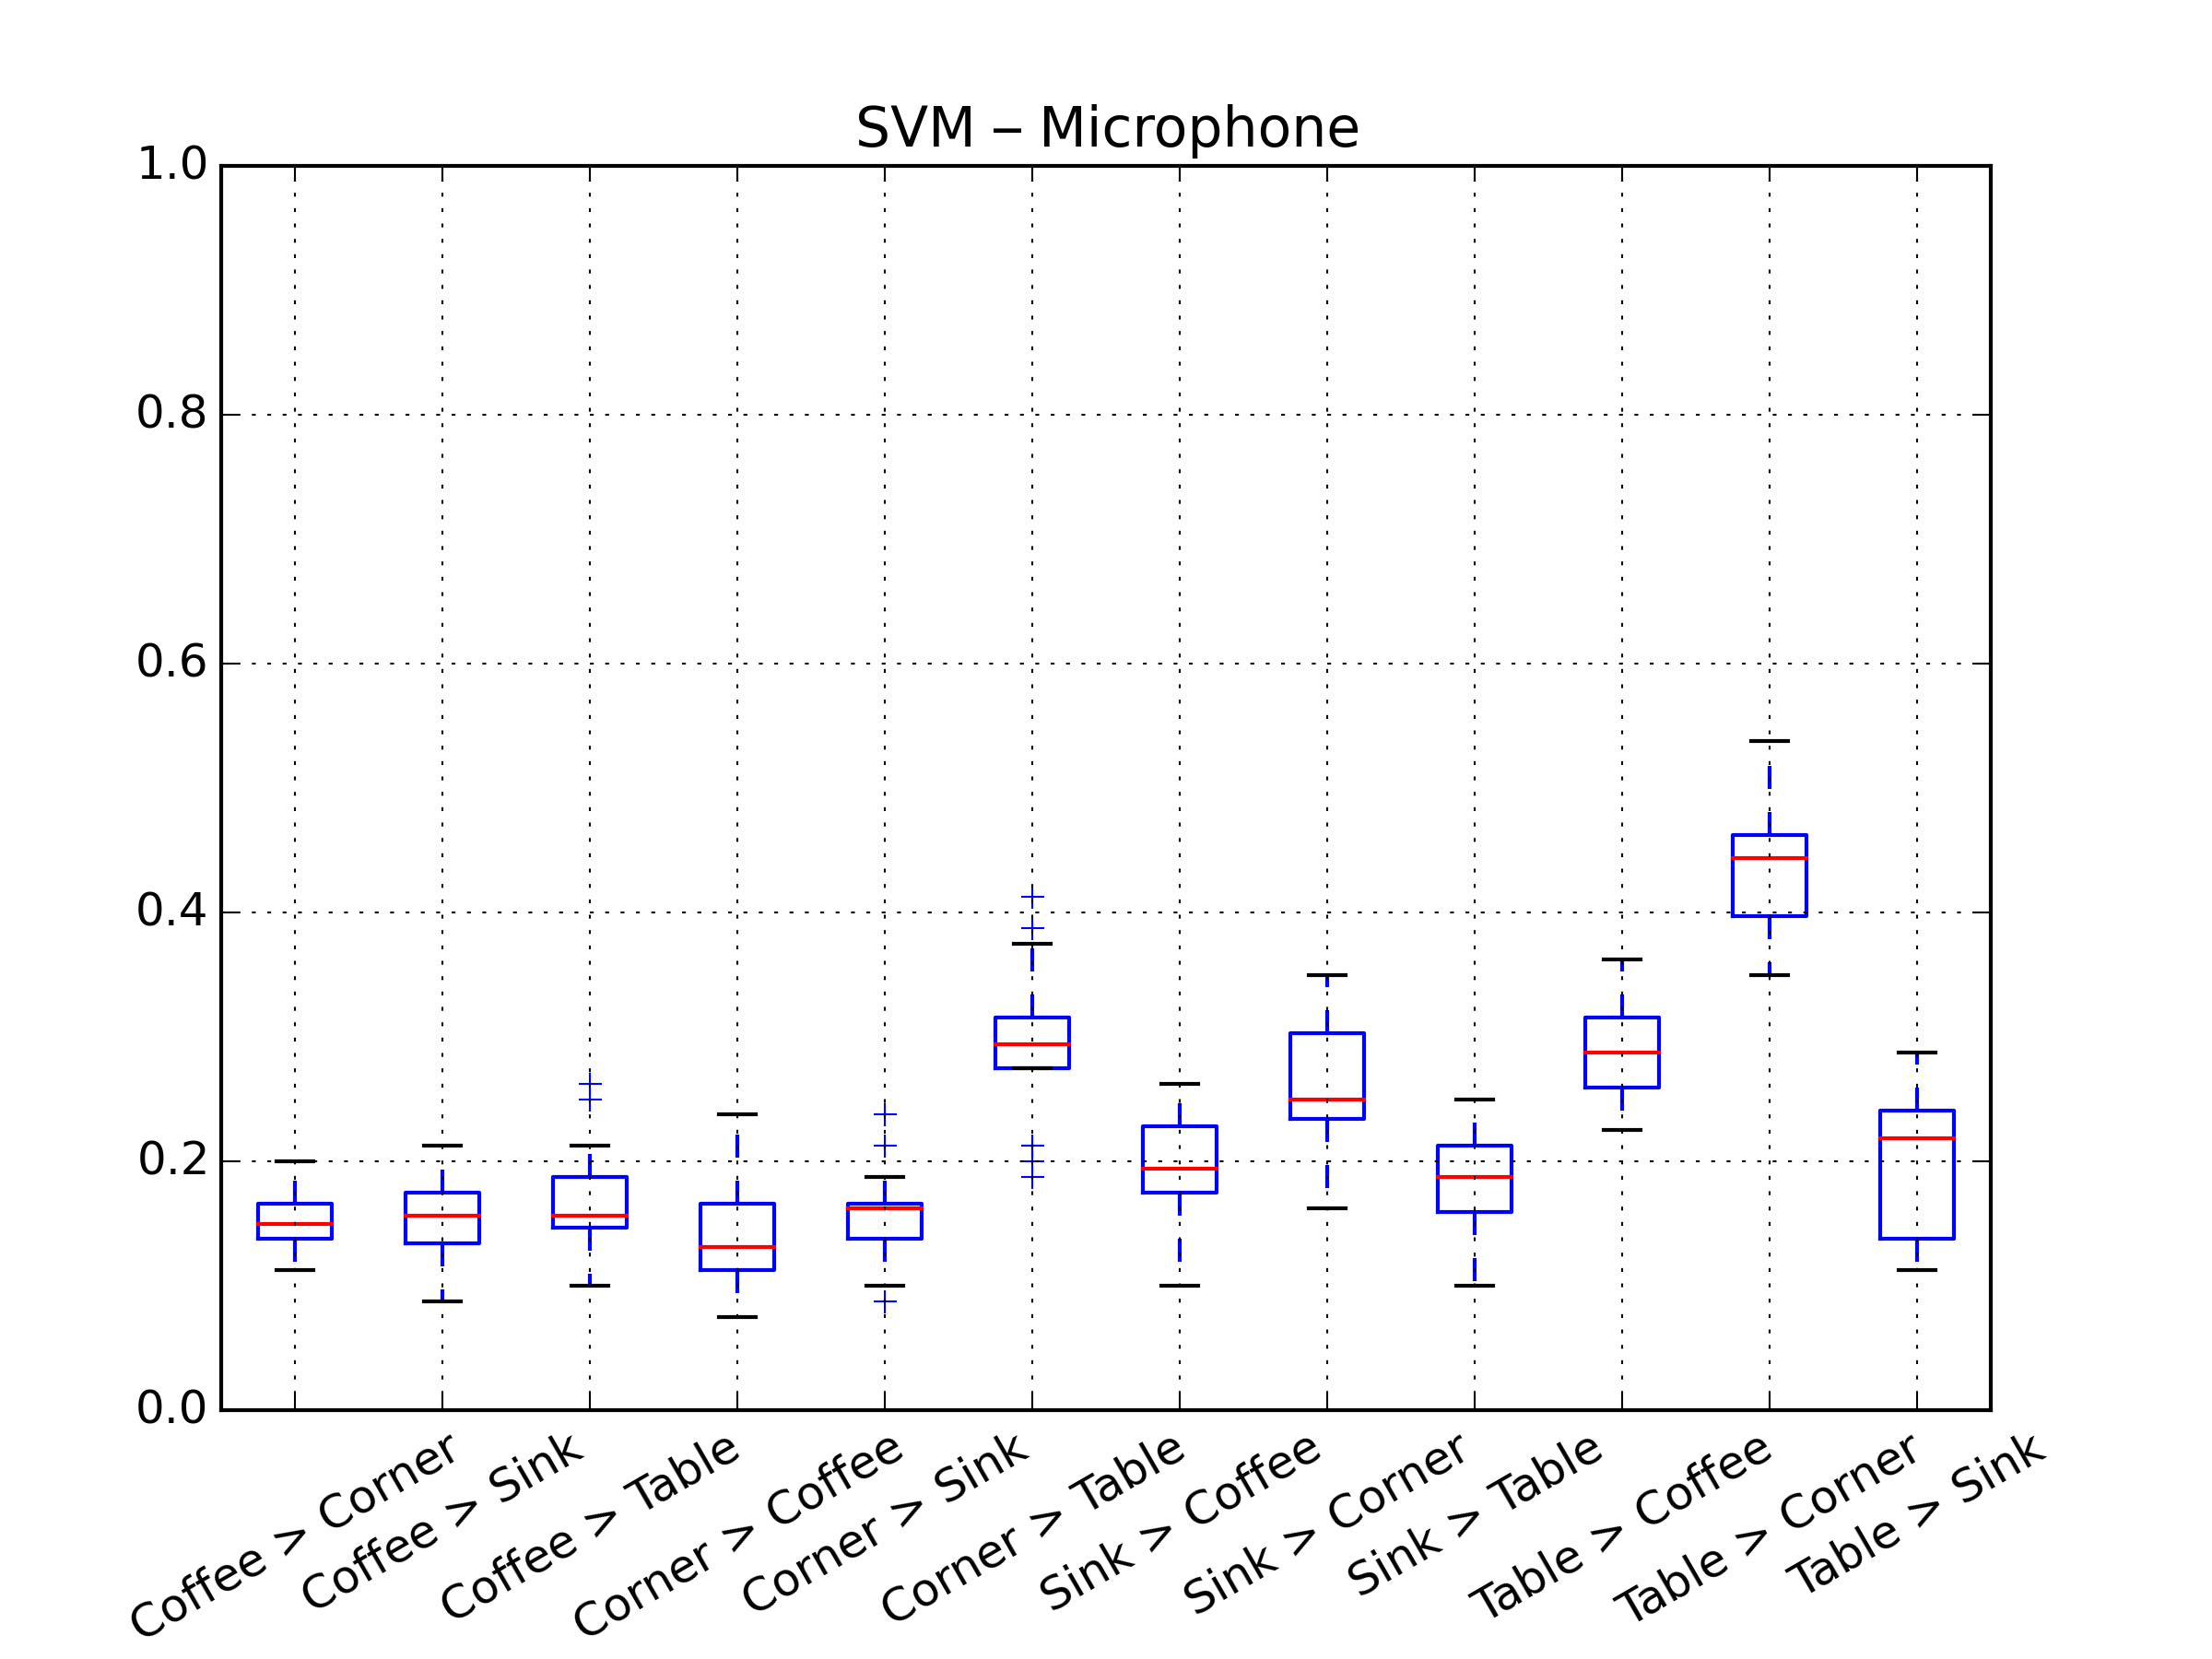 SVM – Microphone
1.0
0.8
0.6
0.4
0.2
0.0
Coffee > Corner
Coffee > Sink
Coffee > Table
Corner > Coffee
Corner > Sink
Corner > Table
Sink > Coffee
Sink > Corner
Sink > Table
Table > Coffee
Table > Corner
Table > Sink